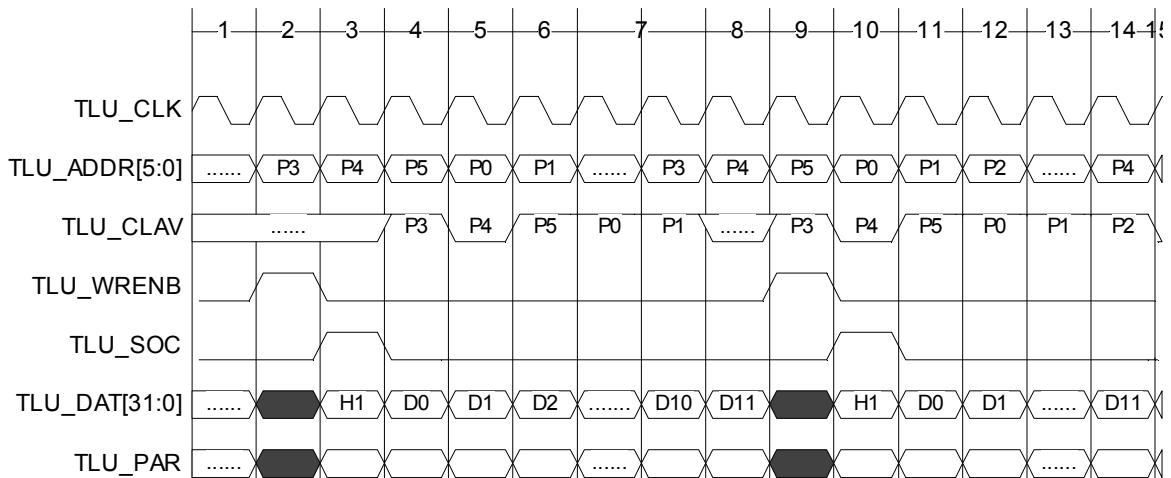 1 2 3 4 5 6 7 8 9 10 11 12 13 14
TLU_CLK
TLU_ADDR[5:0] ...... P3 P4 P5 P0 P1 ...... P3 P4 P5 P0 P1 P2 ...... P4
TLU_CLAV ...... P3 P4 P5 P0 P1 ...... P3 P4 P5 P0 P1 P2
TLU_WRENB
TLU_SOC
TLU_DAT[31:0] ...... H1 D0 D1 D2 ....... D10 D11 H1 D0 D1 ...... D11
TLU_PAR ...... ...... ......